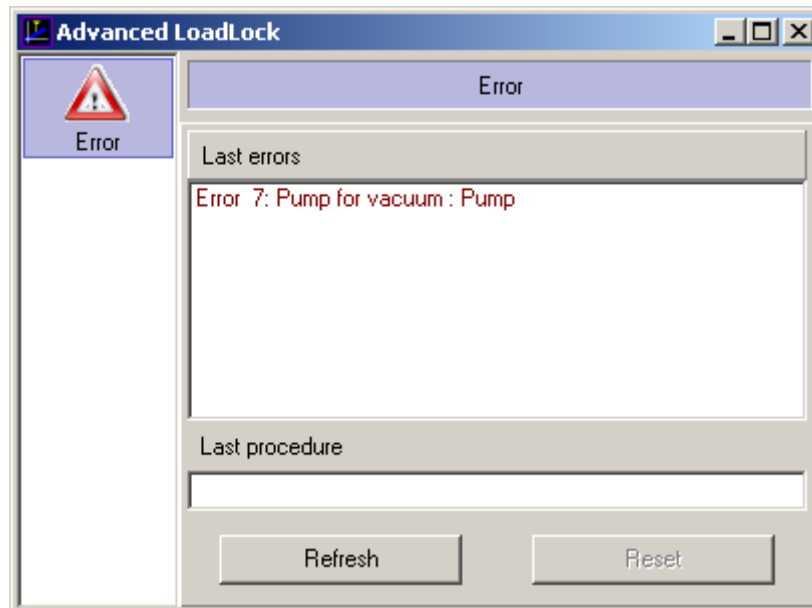 Advanced LoadLock
Error
Error
Last errors
Error  7: Pump for vacuum : Pump
Last procedure
Refresh
Reset